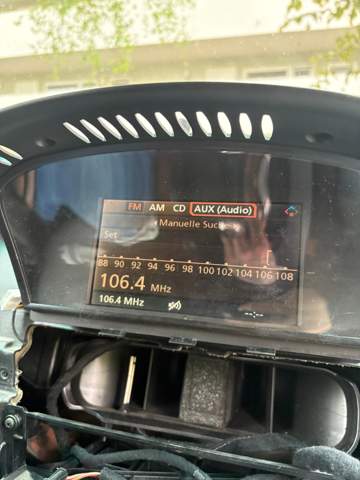 FM AM CD AUX (Audio)
Manuelle Suche
Set
88 90 92 94 96 98 100 102 104 106 108
106.4 MHz
106.4 MHz --:--